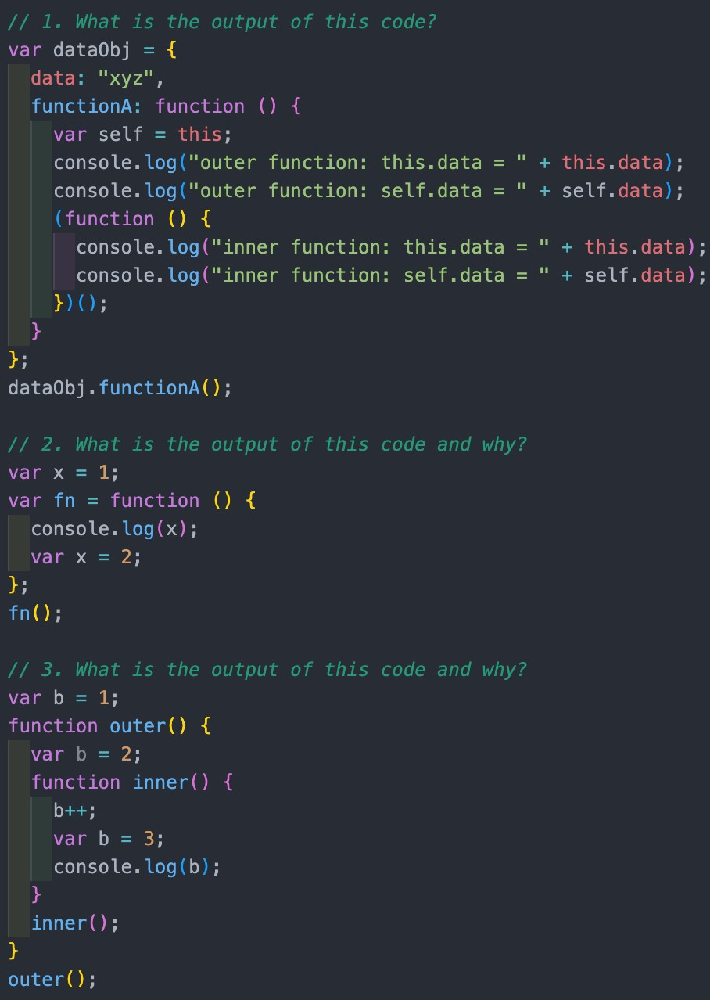 // 1. What is the output of this code?
var dataObj = {
  data: "xyz",
  functionA: function () {
    var self = this;
    console.log("outer function: this.data = " + this.data);
    console.log("outer function: self.data = " + self.data);
    (function () {
      console.log("inner function: this.data = " + this.data);
      console.log("inner function: self.data = " + self.data);
    })();
  }
};
dataObj.functionA();

// 2. What is the output of this code and why?
var x = 1;
var fn = function () {
  console.log(x);
  var x = 2;
};
fn();

// 3. What is the output of this code and why?
var b = 1;
function outer() {
  var b = 2;
  function inner() {
    b++;
    var b = 3;
    console.log(b);
  }
  inner();
}
outer();